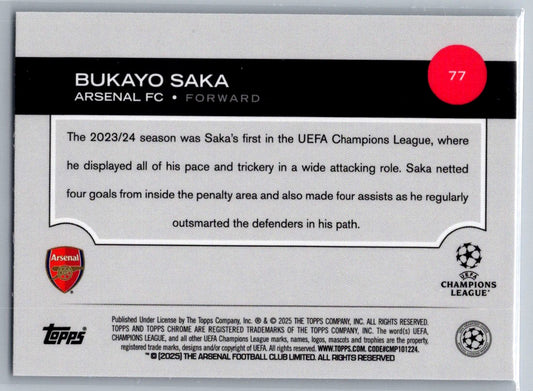 77
BUKAYO SAKA
ARSENAL FC • FORWARD
The 2023/24 season was Saka's first in the UEFA Champions League, where
he displayed all of his pace and trickery in a wide attacking role. Saka netted
four goals from inside the penalty area and also made four assists as he regularly
outsmarted the defenders in his path.
Arsenal
UEFA
CHAMPIONS
LEAGUE
Published Under License by The Topps Company, Inc. ® & © 2025 THE TOPPS COMPANY, INC. ALL RIGHTS RESERVED.
TOPPS AND TOPPS CHROME ARE REGISTERED TRADEMARKS OF THE TOPPS COMPANY, INC. The word(s) UEFA, UEFA
CHAMPIONS LEAGUE, and all other UEFA Champions League marks, names, logos, mascots and trophies are the property,
registered trade marks, designs and/or copyright of UEFA. All rights reserved. WWW.TOPPS.COM. CODE#CMP101224.
™ © [2025] THE ARSENAL FOOTBALL CLUB LIMITED. ALL RIGHTS RESERVED
topps